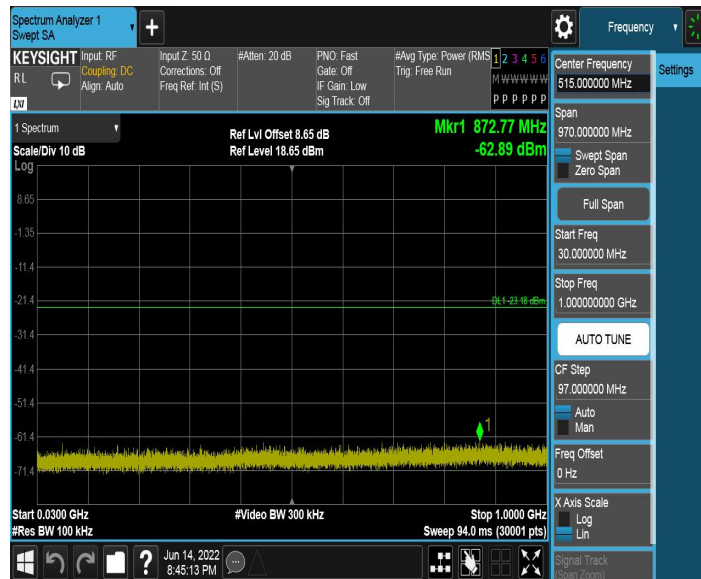 Spectrum Analyzer 1
Swept SA
+
Frequency
KEYSIGHT
RL
LXI
Input: RF
Coupling: DC
Align: Auto
Input Z: 50 Ω
Corrections: Off
Freq Ref: Int (S)
#Atten: 20 dB
PNO: Fast
Gate: Off
IF Gain: Low
Sig Track: Off
#Avg Type: Power (RMS
Trig: Free Run
1 2 3 4 5 6
M W W W W W
P P P P P P
1 Spectrum
Scale/Div 10 dB
Log
Ref Lvl Offset 8.65 dB
Ref Level 18.65 dBm
Mkr1 872.77 MHz
-62.89 dBm
8.65
-1.35
-11.4
-21.4
DL1 -23.18 dBm
-31.4
-41.4
-51.4
-61.4
1
-71.4
Start 0.0300 GHz
#Res BW 100 kHz
#Video BW 300 kHz
Stop 1.0000 GHz
Sweep 94.0 ms (30001 pts)
?
Jun 14, 2022
8:45:13 PM
Center Frequency
515.000000 MHz
Settings
Span
970.000000 MHz
Swept Span
Zero Span
Full Span
Start Freq
30.000000 MHz
Stop Freq
1.000000000 GHz
AUTO TUNE
CF Step
97.000000 MHz
Auto
Man
Freq Offset
0 Hz
X Axis Scale
Log
Lin
Signal Track
(Span Zoom)